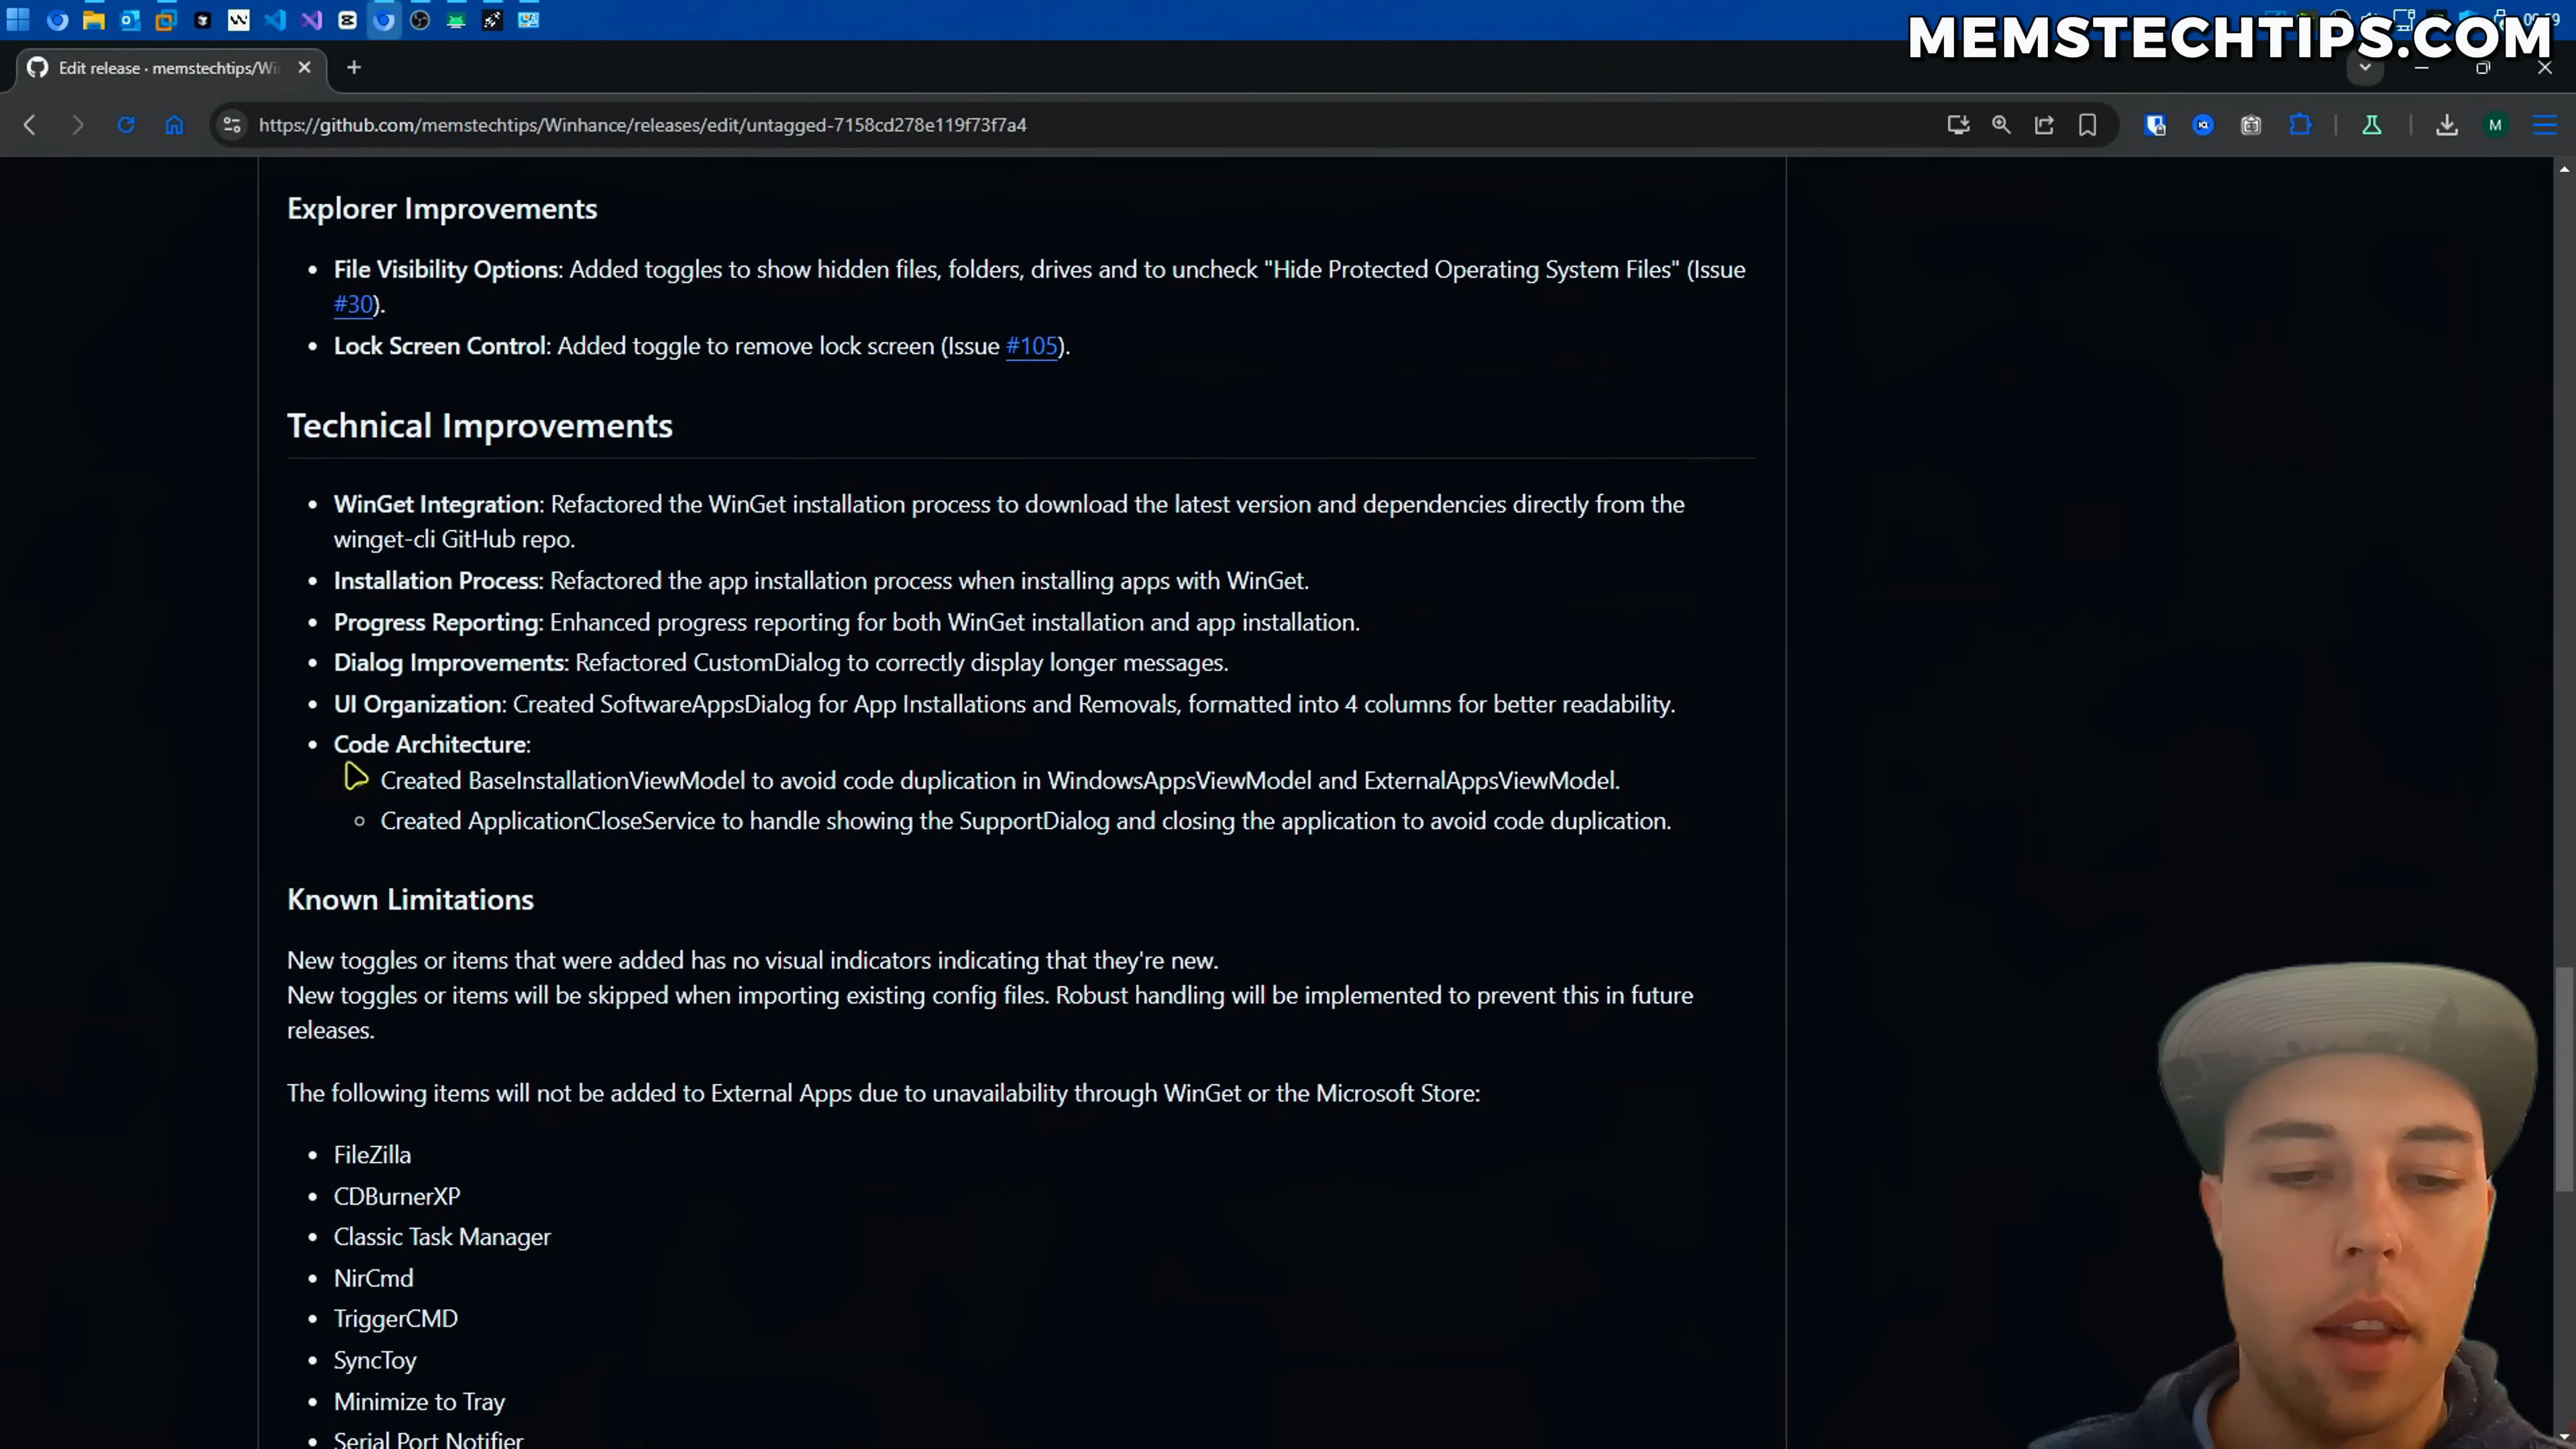 MEMSTECHTIPS.COM
Edit release · memstechtips/Wi
https://github.com/memstechtips/Winhance/releases/edit/untagged-7158cd278e119f73f7a4
M
Explorer Improvements
• File Visibility Options: Added toggles to show hidden files, folders, drives and to uncheck "Hide Protected Operating System Files" (Issue
#30).
• Lock Screen Control: Added toggle to remove lock screen (Issue #105).
Technical Improvements
• WinGet Integration: Refactored the WinGet installation process to download the latest version and dependencies directly from the
winget-cli GitHub repo.
• Installation Process: Refactored the app installation process when installing apps with WinGet.
• Progress Reporting: Enhanced progress reporting for both WinGet installation and app installation.
• Dialog Improvements: Refactored CustomDialog to correctly display longer messages.
• UI Organization: Created SoftwareAppsDialog for App Installations and Removals, formatted into 4 columns for better readability.
• Code Architecture:
Created BaseInstallationViewModel to avoid code duplication in WindowsAppsViewModel and ExternalAppsViewModel.
○ Created ApplicationCloseService to handle showing the SupportDialog and closing the application to avoid code duplication.
Known Limitations
New toggles or items that were added has no visual indicators indicating that they're new.
New toggles or items will be skipped when importing existing config files. Robust handling will be implemented to prevent this in future
releases.
The following items will not be added to External Apps due to unavailability through WinGet or the Microsoft Store:
• FileZilla
• CDBurnerXP
• Classic Task Manager
• NirCmd
• TriggerCMD
• SyncToy
• Minimize to Tray
• Serial Port Notifier